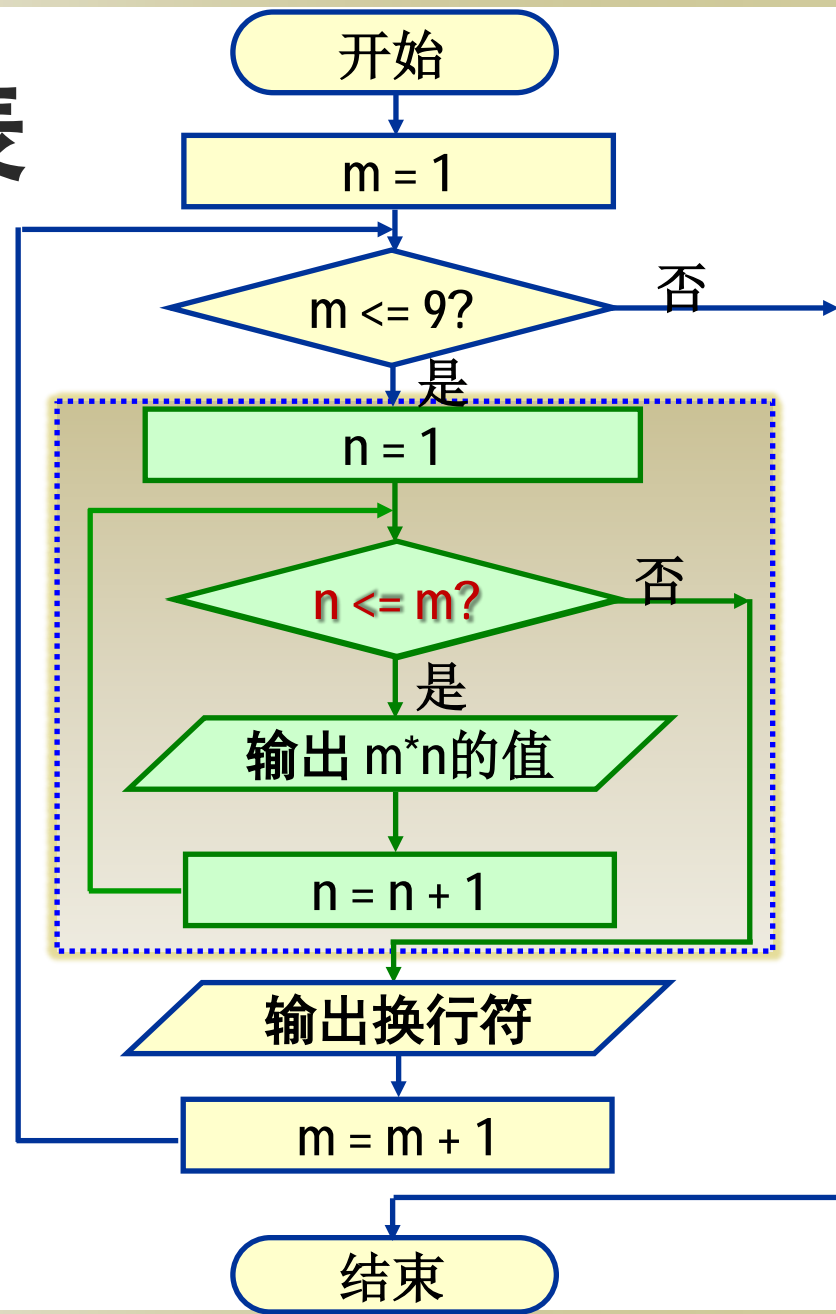 开始
表
m = 1
m <= 9?
否
是
n = 1
n <= m?
否
是
输出 m*n的值
n = n + 1
输出换行符
m = m + 1
结束